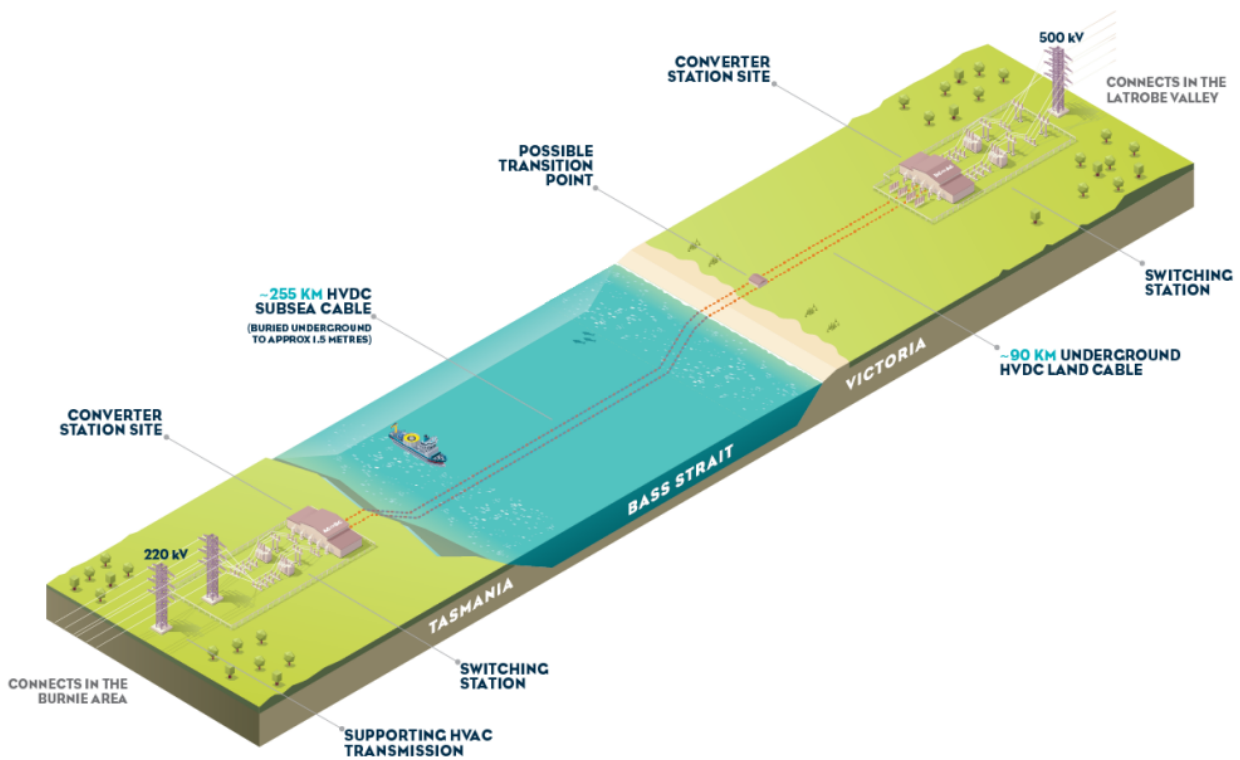 500 kV
CONVERTER
STATION SITE
CONNECTS IN THE
LATROBE VALLEY
POSSIBLE
TRANSITION
POINT
SWITCHING
STATION
~255 KM HVDC
SUBSEA CABLE
(BURIED UNDERGROUND
TO APPROX 1.5 METRES)
~90 KM UNDERGROUND
HVDC LAND CABLE
VICTORIA
CONVERTER
STATION SITE
BASS STRAIT
220 kV
TASMANIA
CONNECTS IN THE
BURNIE AREA
SWITCHING
STATION
SUPPORTING HVAC
TRANSMISSION